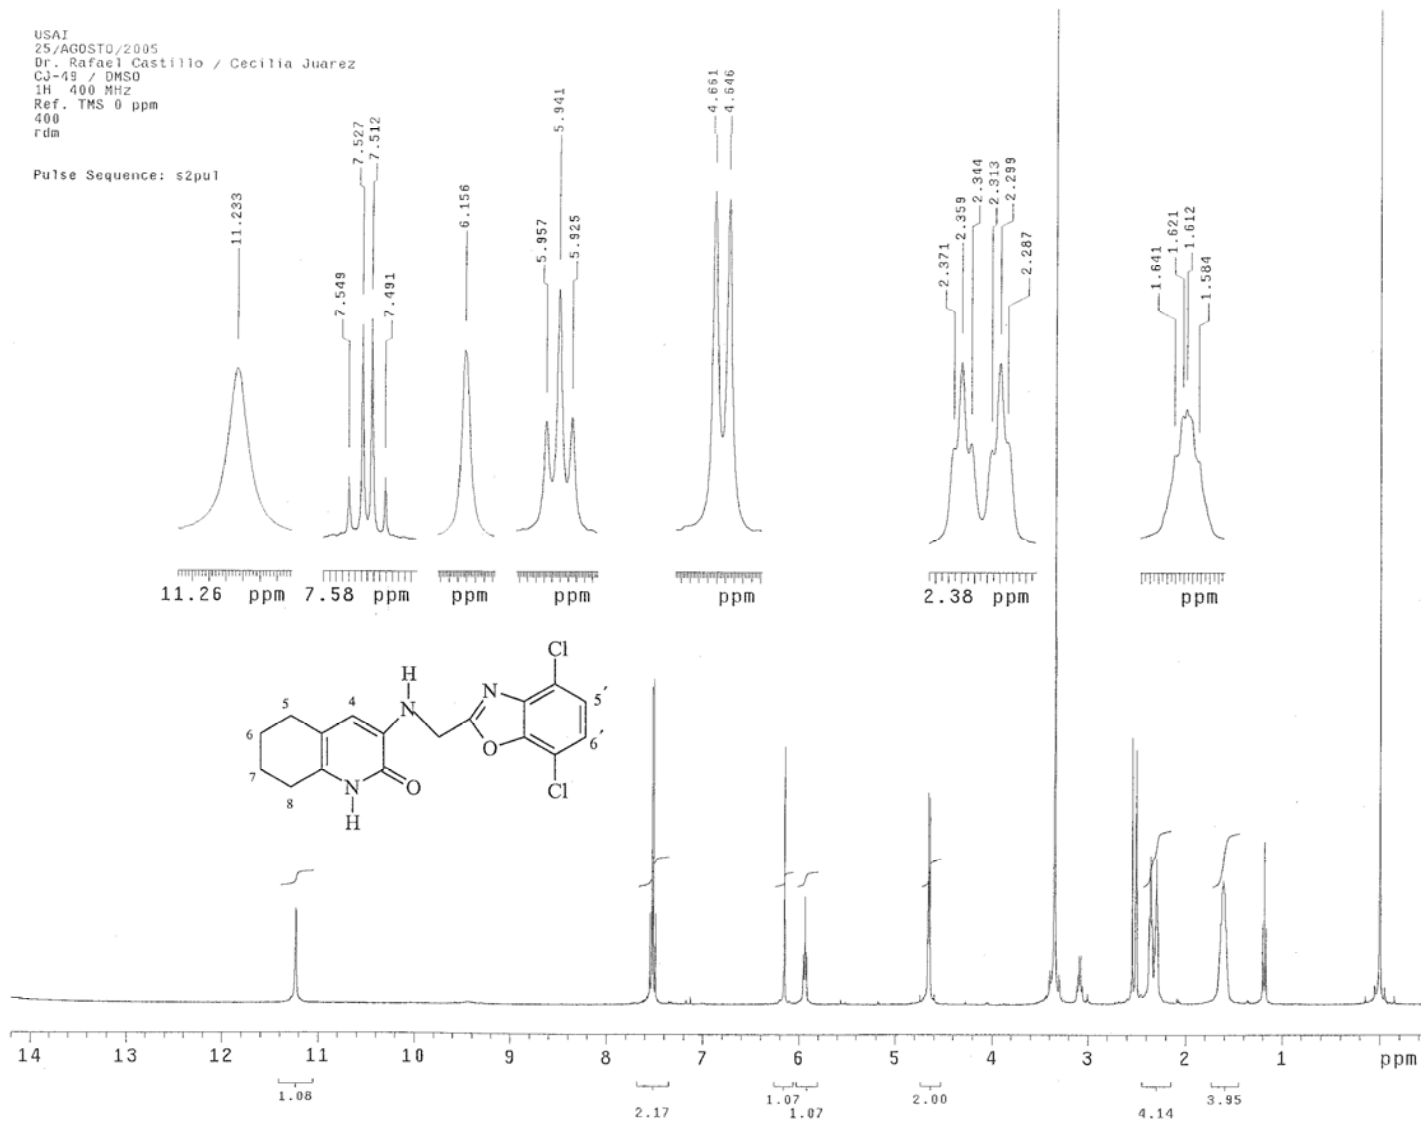 USAI
25/AGOSTO/2005
Dr. Rafael Castillo / Cecilia Juarez
CJ-49 / DMSO
1H 400 MHz
Ref. TMS 0 ppm
400
rdm
Pulse Sequence: s2pul
11.233
7.549
7.527
7.512
7.491
6.156
5.957
5.941
5.925
4.661
4.646
2.371
2.359
2.344
2.313
2.299
2.287
1.641
1.621
1.612
1.584
11.26 ppm 7.58 ppm ppm ppm ppm 2.38 ppm ppm
Cl
H
5 4 N N 5´
6
O 6´
7
N O Cl
8
H
14 13 12 11 10 9 8 7 6 5 4 3 2 1 ppm
1.08 2.17 1.07 1.07 2.00 4.14 3.95